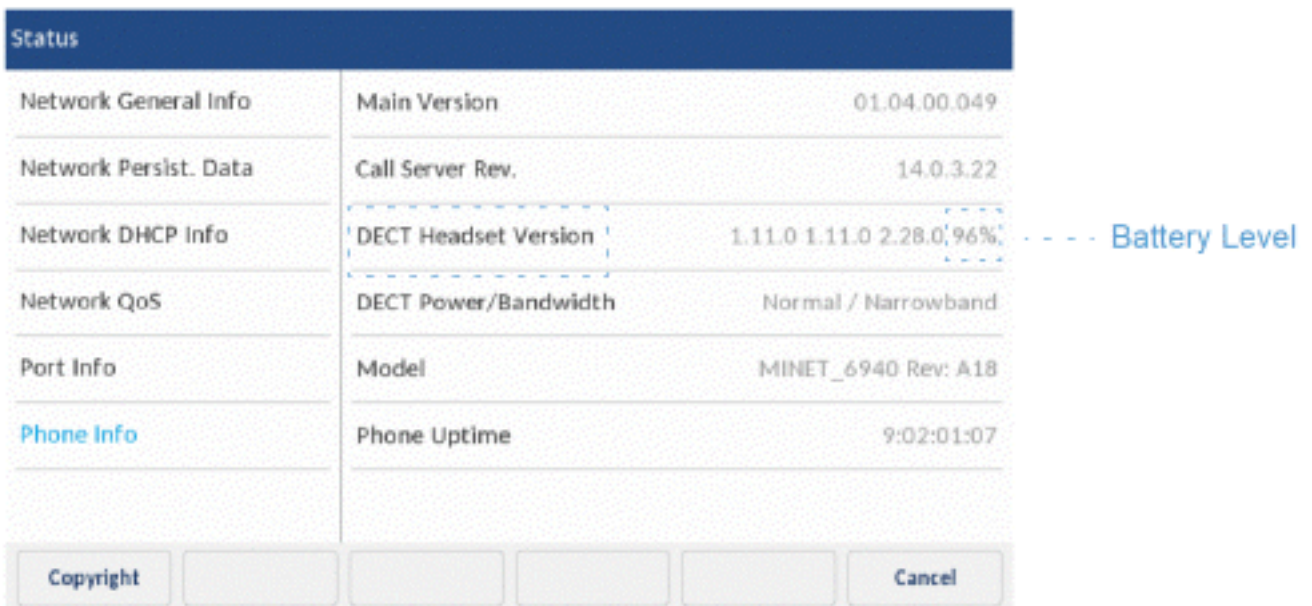 Status
Network General Info
Main Version 01.04.00.049
Network Persist. Data
Call Server Rev. 14.0.3.22
Network DHCP Info
DECT Headset Version 1.11.0 1.11.0 2.28.0 96%
Battery Level
Network QoS
DECT Power/Bandwidth Normal / Narrowband
Port Info
Model MINET_6940 Rev: A18
Phone Info
Phone Uptime 9:02:01:07
Copyright
Cancel